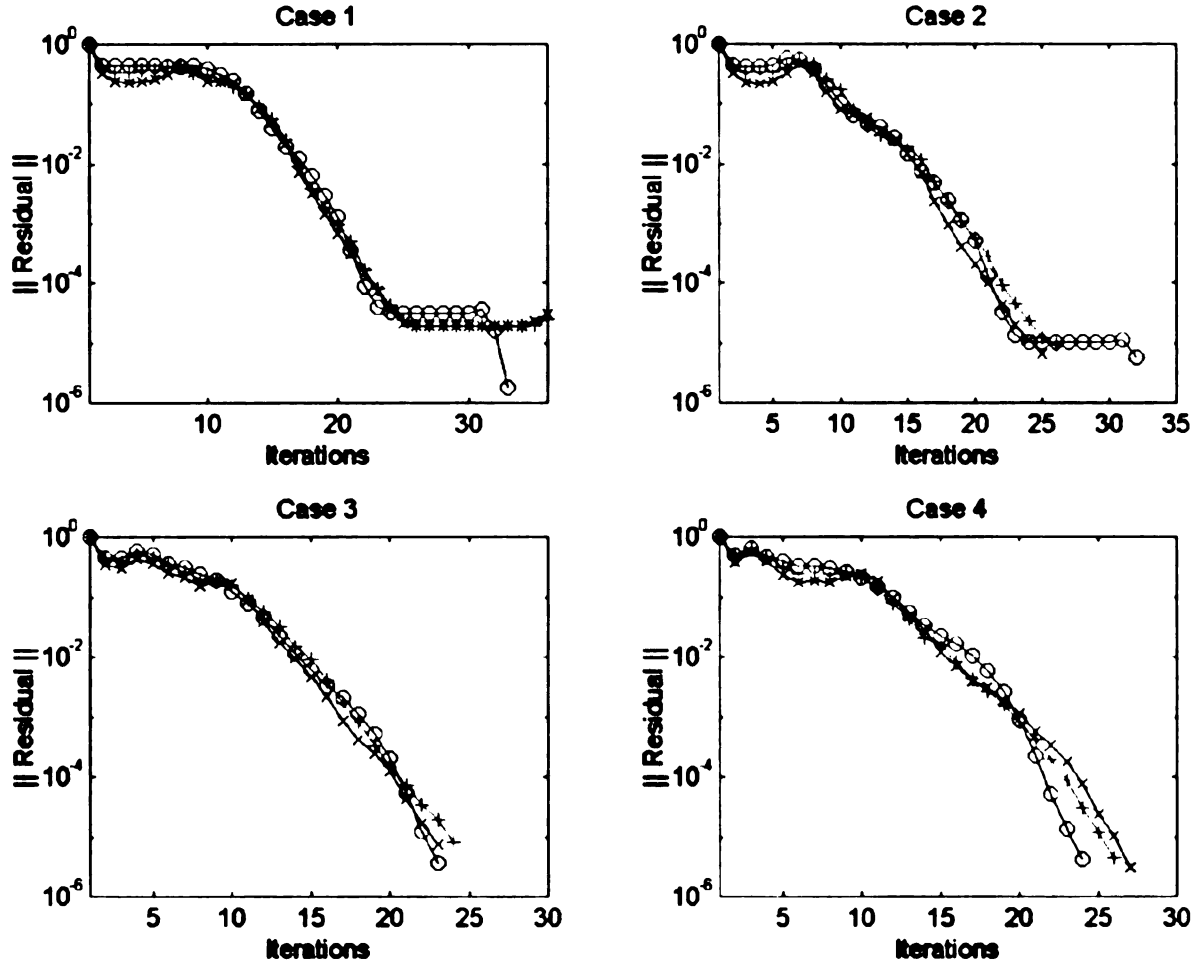 Case 1
10^0
10^-2
10^-4
10^-6
|| Residual ||
10 20 30
Iterations
Case 2
10^0
10^-2
10^-4
10^-6
|| Residual ||
5 10 15 20 25 30 35
Iterations
Case 3
10^0
10^-2
10^-4
10^-6
|| Residual ||
5 10 15 20 25 30
Iterations
Case 4
10^0
10^-2
10^-4
10^-6
|| Residual ||
5 10 15 20 25 30
Iterations